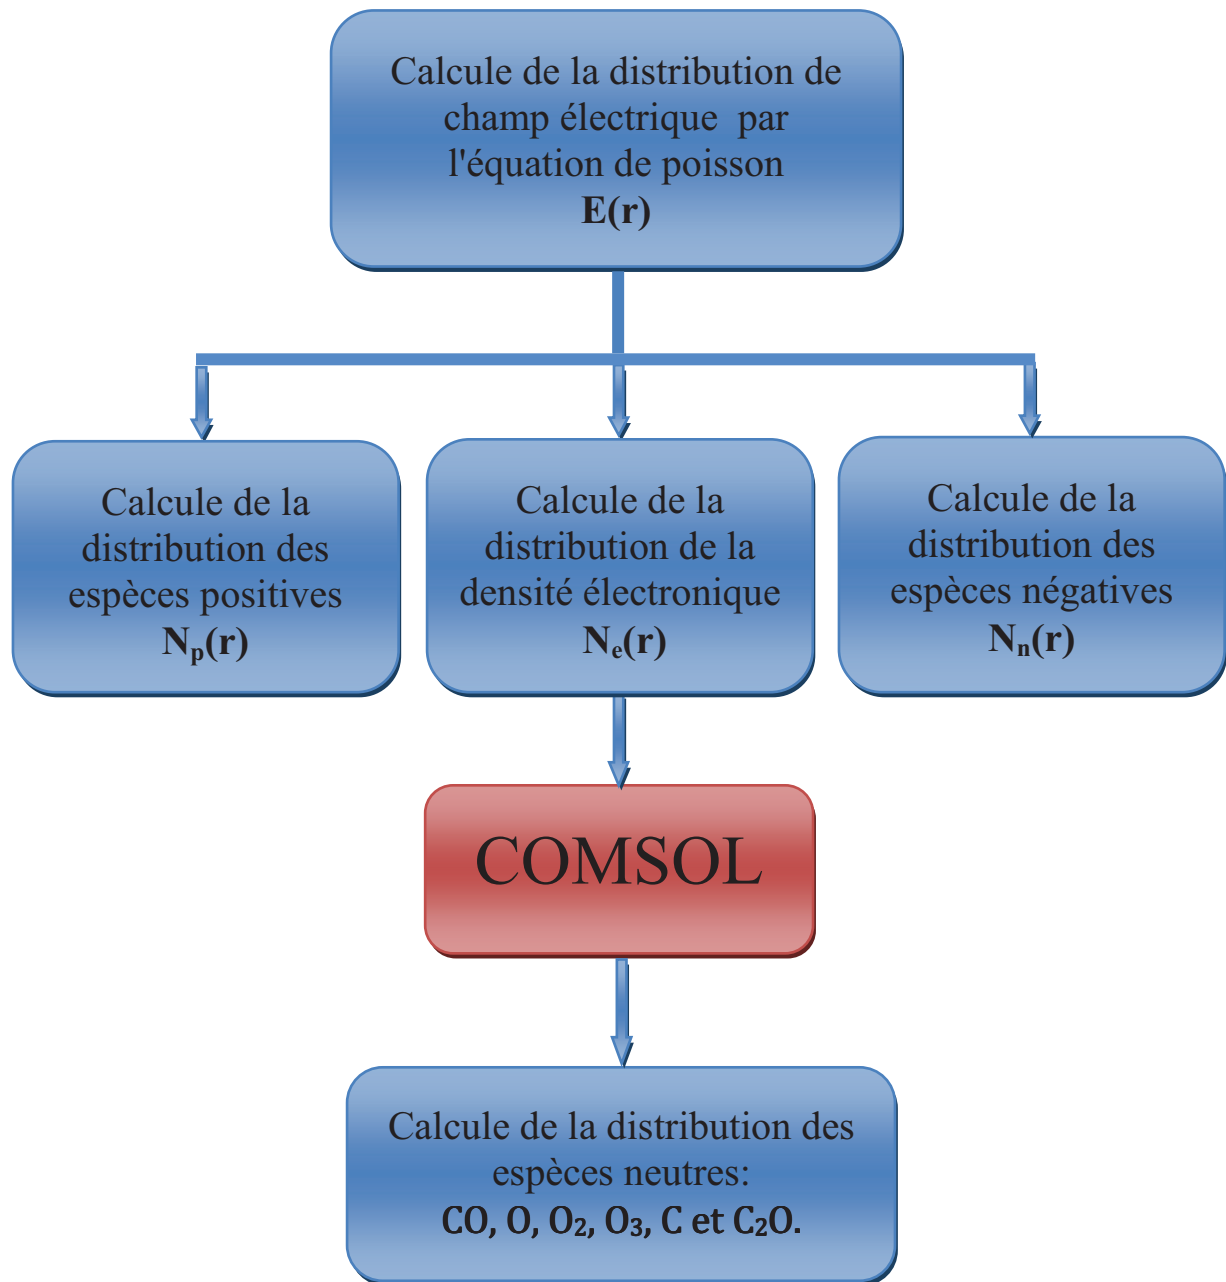 Calcule de la distribution de
champ électrique  par
l'équation de poisson
E(r)
Calcule de la
distribution des
espèces positives
Nₚ(r)
Calcule de la
distribution de la
densité électronique
Nₑ(r)
Calcule de la
distribution des
espèces négatives
Nₙ(r)
COMSOL
Calcule de la distribution des
espèces neutres:
CO, O, O₂, O₃, C et C₂O.